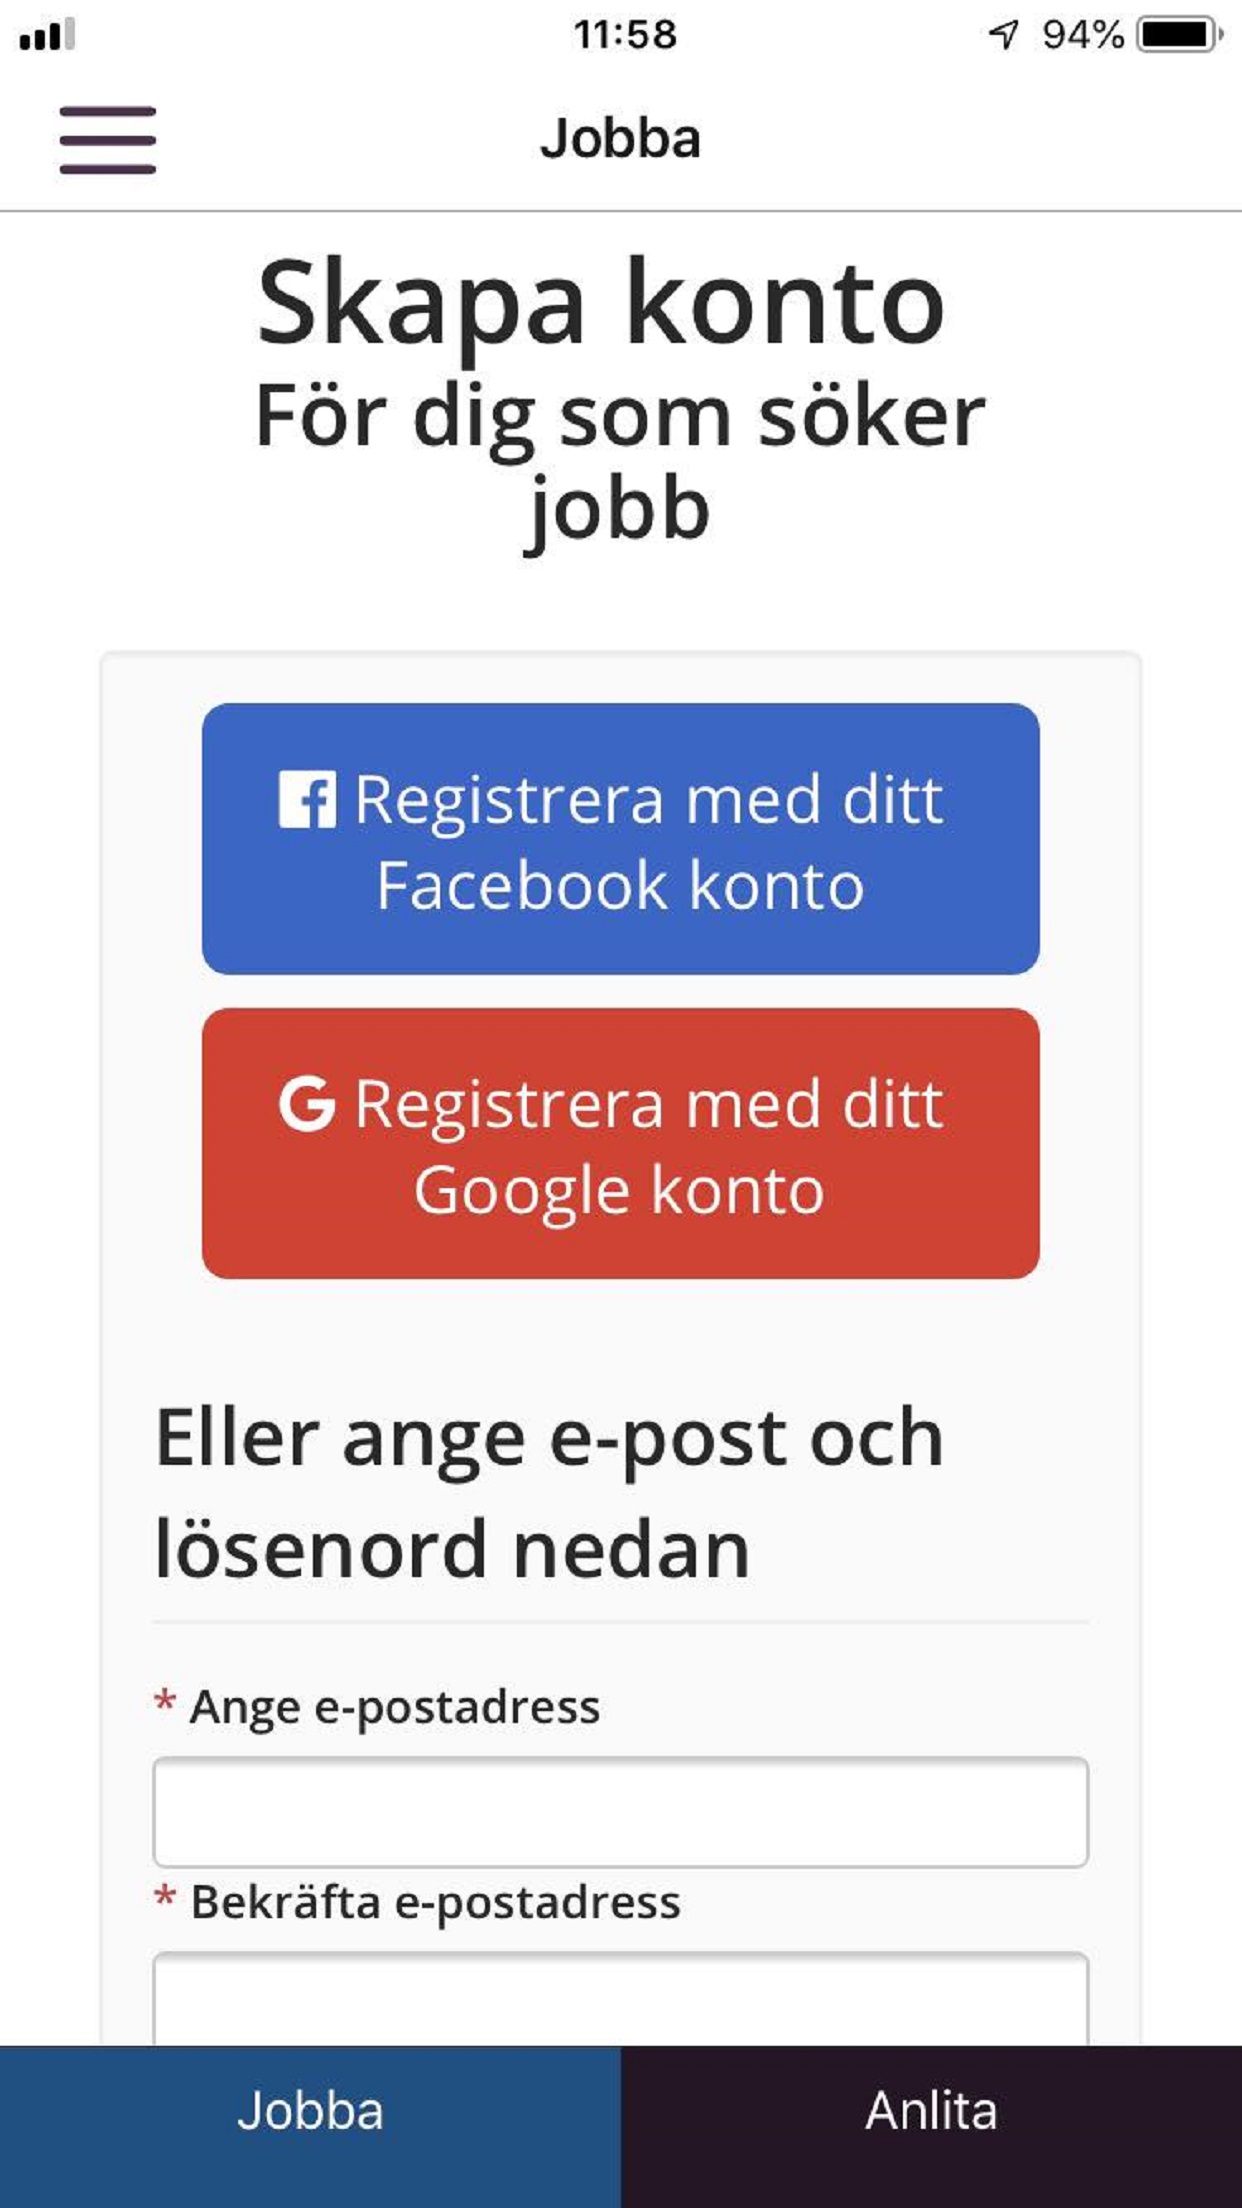 11:58
94%
Jobba
Skapa konto
För dig som söker
jobb
Registrera med ditt
Facebook konto
Registrera med ditt
Google konto
Eller ange e-post och
lösenord nedan
* Ange e-postadress
* Bekräfta e-postadress
Jobba
Anlita